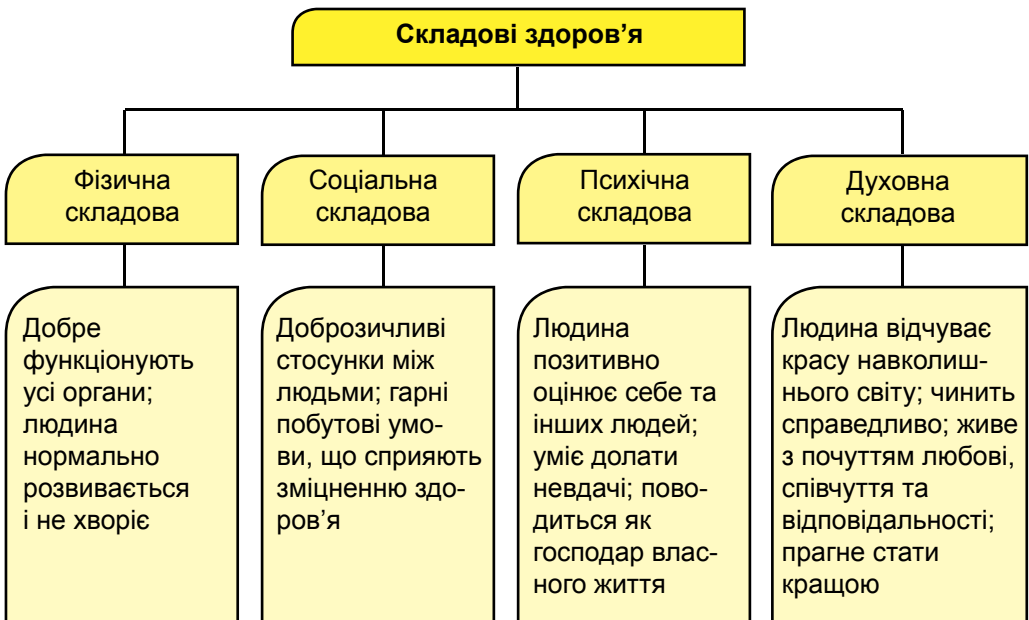 Складові здоров’я
Фізична
складова
Соціальна
складова
Психічна
складова
Духовна
складова
Добре
функціонують
усі органи;
людина
нормально
розвивається
і не хворіє
Доброзичливі
стосунки між
людьми; гарні
побутові умо-
ви, що сприяють
зміцненню здо-
ров’я
Людина
позитивно
оцінює себе та
інших людей;
уміє долати
невдачі; пово-
диться як
господар влас-
ного життя
Людина відчуває
красу навколиш-
нього світу; чинить
справедливо; живе
з почуттям любові,
співчуття та
відповідальності;
прагне стати
кращою